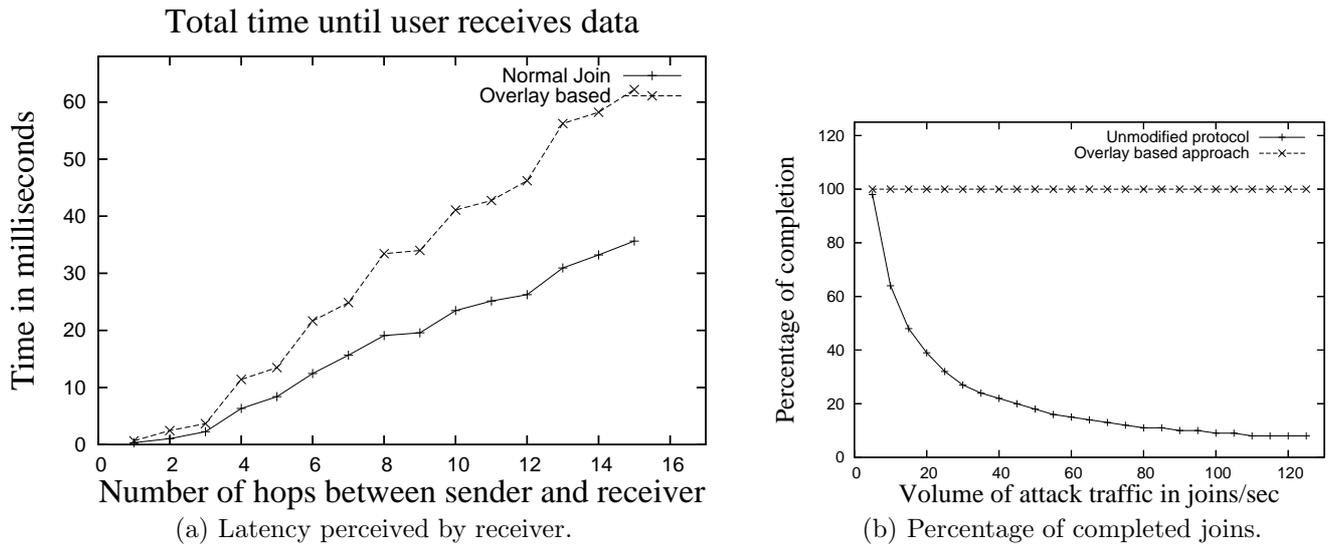 Total time until user receives data
Normal Join
Overlay based
Time in milliseconds
60
50
40
30
20
10
0
0 2 4 6 8 10 12 14 16
Number of hops between sender and receiver
(a) Latency perceived by receiver.
Unmodified protocol
Overlay based approach
Percentage of completion
120
100
80
60
40
20
0
0 20 40 60 80 100 120
Volume of attack traffic in joins/sec
(b) Percentage of completed joins.